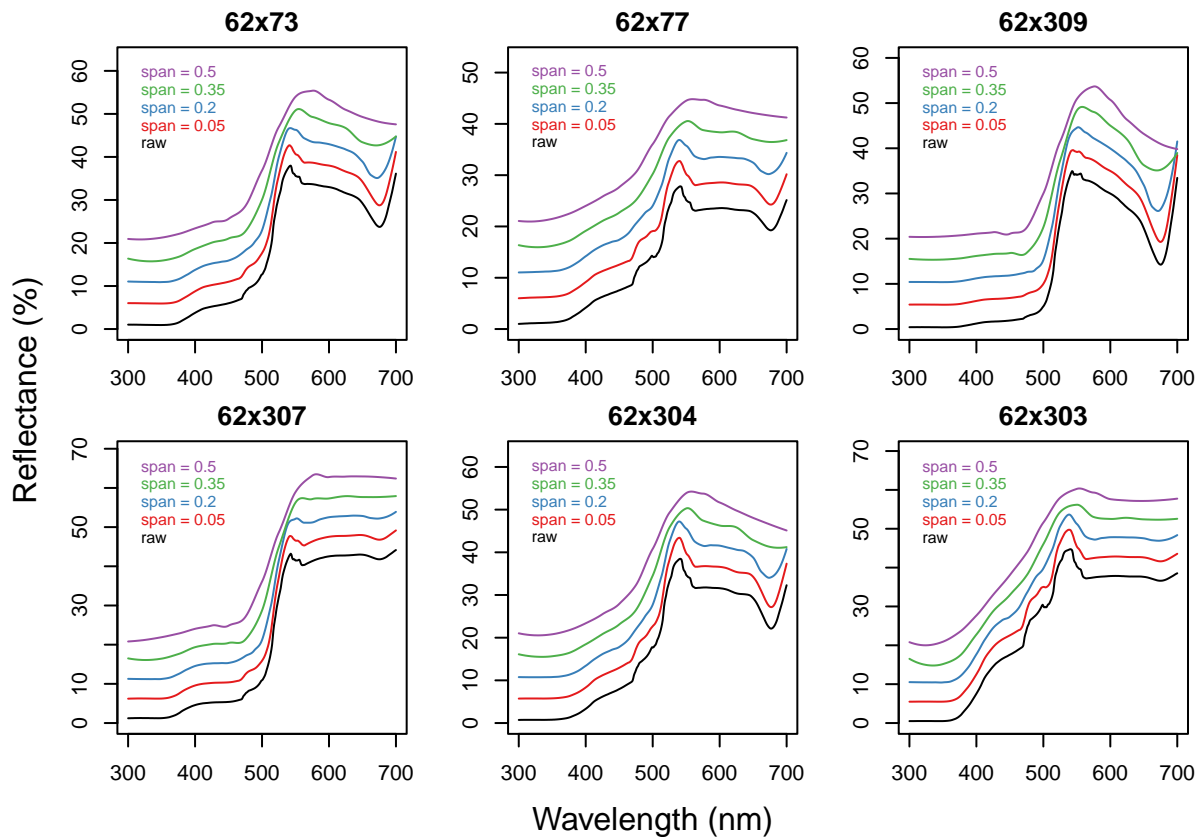 62x73
62x77
62x309
span = 0.5
span = 0.35
span = 0.2
span = 0.05
raw
0
10
20
30
40
50
60
300 400 500 600 700
span = 0.5
span = 0.35
span = 0.2
span = 0.05
raw
0
10
20
30
40
50
300 400 500 600 700
span = 0.5
span = 0.35
span = 0.2
span = 0.05
raw
0
10
20
30
40
50
60
300 400 500 600 700
62x307
62x304
62x303
span = 0.5
span = 0.35
span = 0.2
span = 0.05
raw
0
10
30
50
70
300 400 500 600 700
span = 0.5
span = 0.35
span = 0.2
span = 0.05
raw
0
10
20
30
40
50
60
300 400 500 600 700
span = 0.5
span = 0.35
span = 0.2
span = 0.05
raw
0
10
30
50
70
300 400 500 600 700
Reflectance (%)
Wavelength (nm)